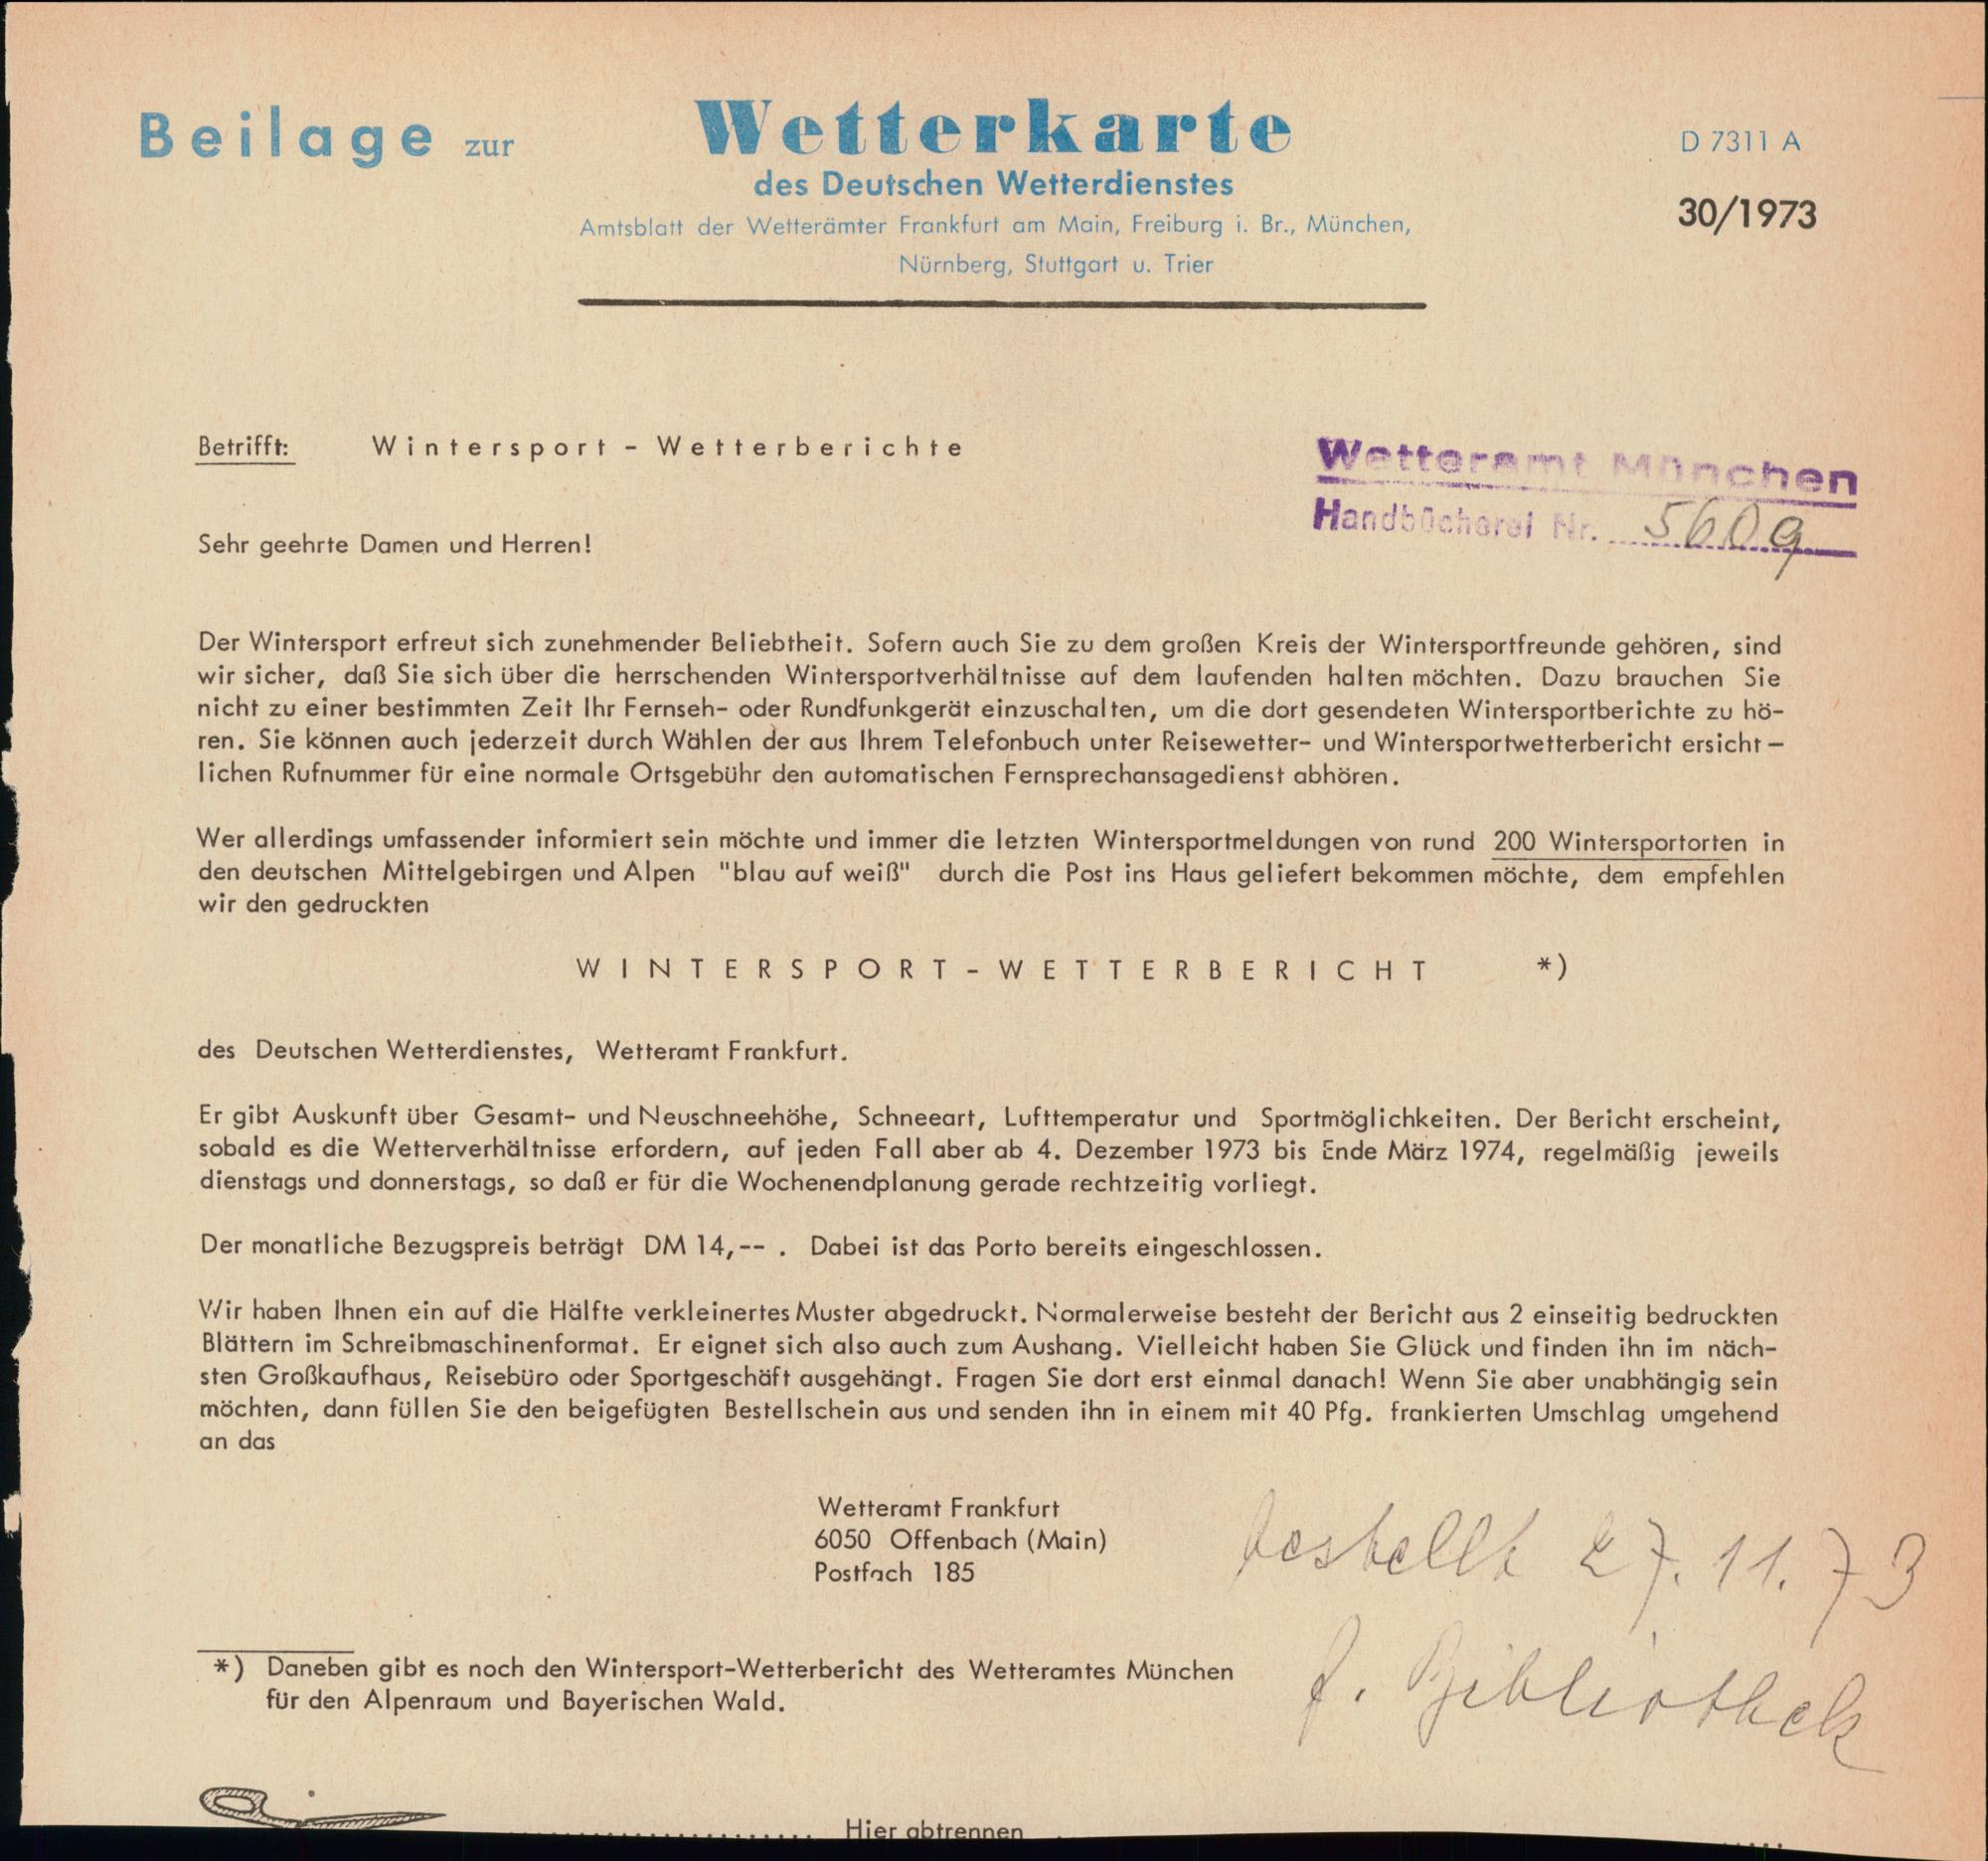 Beilage zur
Wetterkarte
des Deutschen Wetterdienstes
Amtsblatt der Wetterämter Frankfurt am Main, Freiburg i. Br., München,
Nürnberg, Stuttgart u. Trier
D 7311 A
30/1973
Betrifft: Wintersport - Wetterberichte
Wetteramt München
Handbücherei Nr. 5609
Sehr geehrte Damen und Herren!
Der Wintersport erfreut sich zunehmender Beliebtheit. Sofern auch Sie zu dem großen Kreis der Wintersportfreunde gehören, sind
wir sicher, daß Sie sich über die herrschenden Wintersportverhältnisse auf dem laufenden halten möchten. Dazu brauchen Sie
nicht zu einer bestimmten Zeit Ihr Fernseh- oder Rundfunkgerät einzuschalten, um die dort gesendeten Wintersportberichte zu hö-
ren. Sie können auch jederzeit durch Wählen der aus Ihrem Telefonbuch unter Reisewetter- und Wintersportwetterbericht ersicht-
lichen Rufnummer für eine normale Ortsgebühr den automatischen Fernsprechansagedienst abhören.
Wer allerdings umfassender informiert sein möchte und immer die letzten Wintersportmeldungen von rund 200 Wintersportorten in
den deutschen Mittelgebirgen und Alpen "blau auf weiß" durch die Post ins Haus geliefert bekommen möchte, dem empfehlen
wir den gedruckten
WINTERSPORT-WETTERBERICHT *)
des Deutschen Wetterdienstes, Wetteramt Frankfurt.
Er gibt Auskunft über Gesamt- und Neuschneehöhe, Schneeart, Lufttemperatur und Sportmöglichkeiten. Der Bericht erscheint,
sobald es die Wetterverhältnisse erfordern, auf jeden Fall aber ab 4. Dezember 1973 bis Ende März 1974, regelmäßig jeweils
dienstags und donnerstags, so daß er für die Wochenendplanung gerade rechtzeitig vorliegt.
Der monatliche Bezugspreis beträgt DM 14,-- . Dabei ist das Porto bereits eingeschlossen.
Wir haben Ihnen ein auf die Hälfte verkleinertes Muster abgedruckt. Normalerweise besteht der Bericht aus 2 einseitig bedruckten
Blättern im Schreibmaschinenformat. Er eignet sich also auch zum Aushang. Vielleicht haben Sie Glück und finden ihn im näch-
sten Großkaufhaus, Reisebüro oder Sportgeschäft ausgehängt. Fragen Sie dort erst einmal danach! Wenn Sie aber unabhängig sein
möchten, dann füllen Sie den beigefügten Bestellschein aus und senden ihn in einem mit 40 Pfg. frankierten Umschlag umgehend
an das
Wetteramt Frankfurt
6050 Offenbach (Main)
Postfach 185
bestellt 27.11.73
f. Bibliothek
*) Daneben gibt es noch den Wintersport-Wetterbericht des Wetteramtes München
für den Alpenraum und Bayerischen Wald.
Hier abtrennen